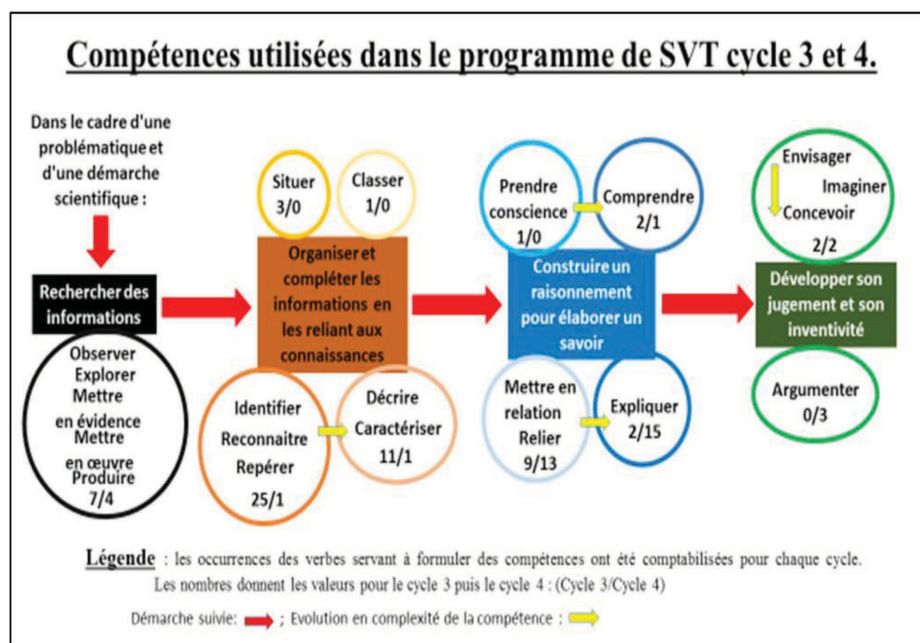 Compétences utilisées dans le programme de SVT cycle 3 et 4.
Dans le cadre d'une
problématique et
d'une démarche
scientifique :
Rechercher des
informations
Observer
Explorer
Mettre
en évidence
Mettre
en œuvre
Produire
7/4
Situer
3/0
Classer
1/0
Organiser et
compléter les
informations en
les reliant aux
connaissances
Identifier
Reconnaitre
Repérer
25/1
Décrire
Caractériser
11/1
Prendre
conscience
1/0
Comprendre
2/1
Construire un
raisonnement
pour élaborer un
savoir
Mettre en
relation
Relier
9/13
Expliquer
2/15
Envisager
Imaginer
Concevoir
2/2
Développer son
jugement et son
inventivité
Argumenter
0/3
Légende : les occurrences des verbes servant à formuler des compétences ont été comptabilisées pour chaque cycle.
Les nombres donnent les valeurs pour le cycle 3 puis le cycle 4 : (Cycle 3/Cycle 4)
Démarche suivie: ; Evolution en complexité de la compétence :